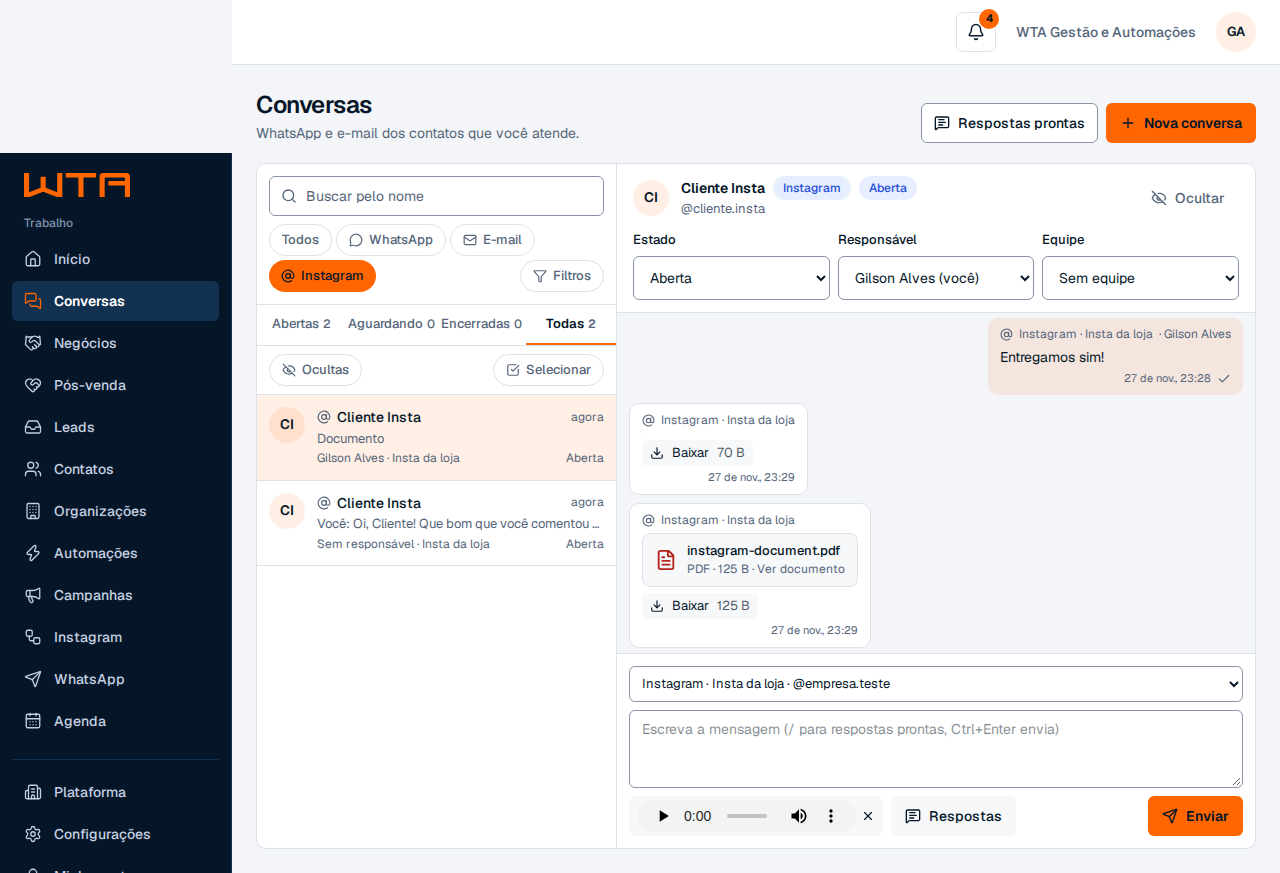 4
WTA Gestão e Automações
GA
Conversas
WhatsApp e e-mail dos contatos que você atende.
Respostas prontas
Nova conversa
WTA
Trabalho
Início
Conversas
Negócios
Pós-venda
Leads
Contatos
Organizações
Automações
Campanhas
Instagram
WhatsApp
Agenda
Plataforma
Configurações
Buscar pelo nome
Todos
WhatsApp
E-mail
Instagram
Filtros
Abertas 2
Aguardando 0
Encerradas 0
Todas 2
Ocultas
Selecionar
CI
Cliente Insta
agora
Documento
Gilson Alves · Insta da loja
Aberta
CI
Cliente Insta
agora
Você: Oi, Cliente! Que bom que você comentou ...
Sem responsável · Insta da loja
Aberta
CI
Cliente Insta
Instagram
Aberta
@cliente.insta
Ocultar
Estado
Responsável
Equipe
Aberta
Gilson Alves (você)
Sem equipe
Instagram · Insta da loja · Gilson Alves
Entregamos sim!
27 de nov., 23:28
Instagram · Insta da loja
Baixar 70 B
27 de nov., 23:29
Instagram · Insta da loja
instagram-document.pdf
PDF · 125 B · Ver documento
Baixar 125 B
27 de nov., 23:29
Instagram · Insta da loja · @empresa.teste
Escreva a mensagem (/ para respostas prontas, Ctrl+Enter envia)
0:00
Respostas
Enviar